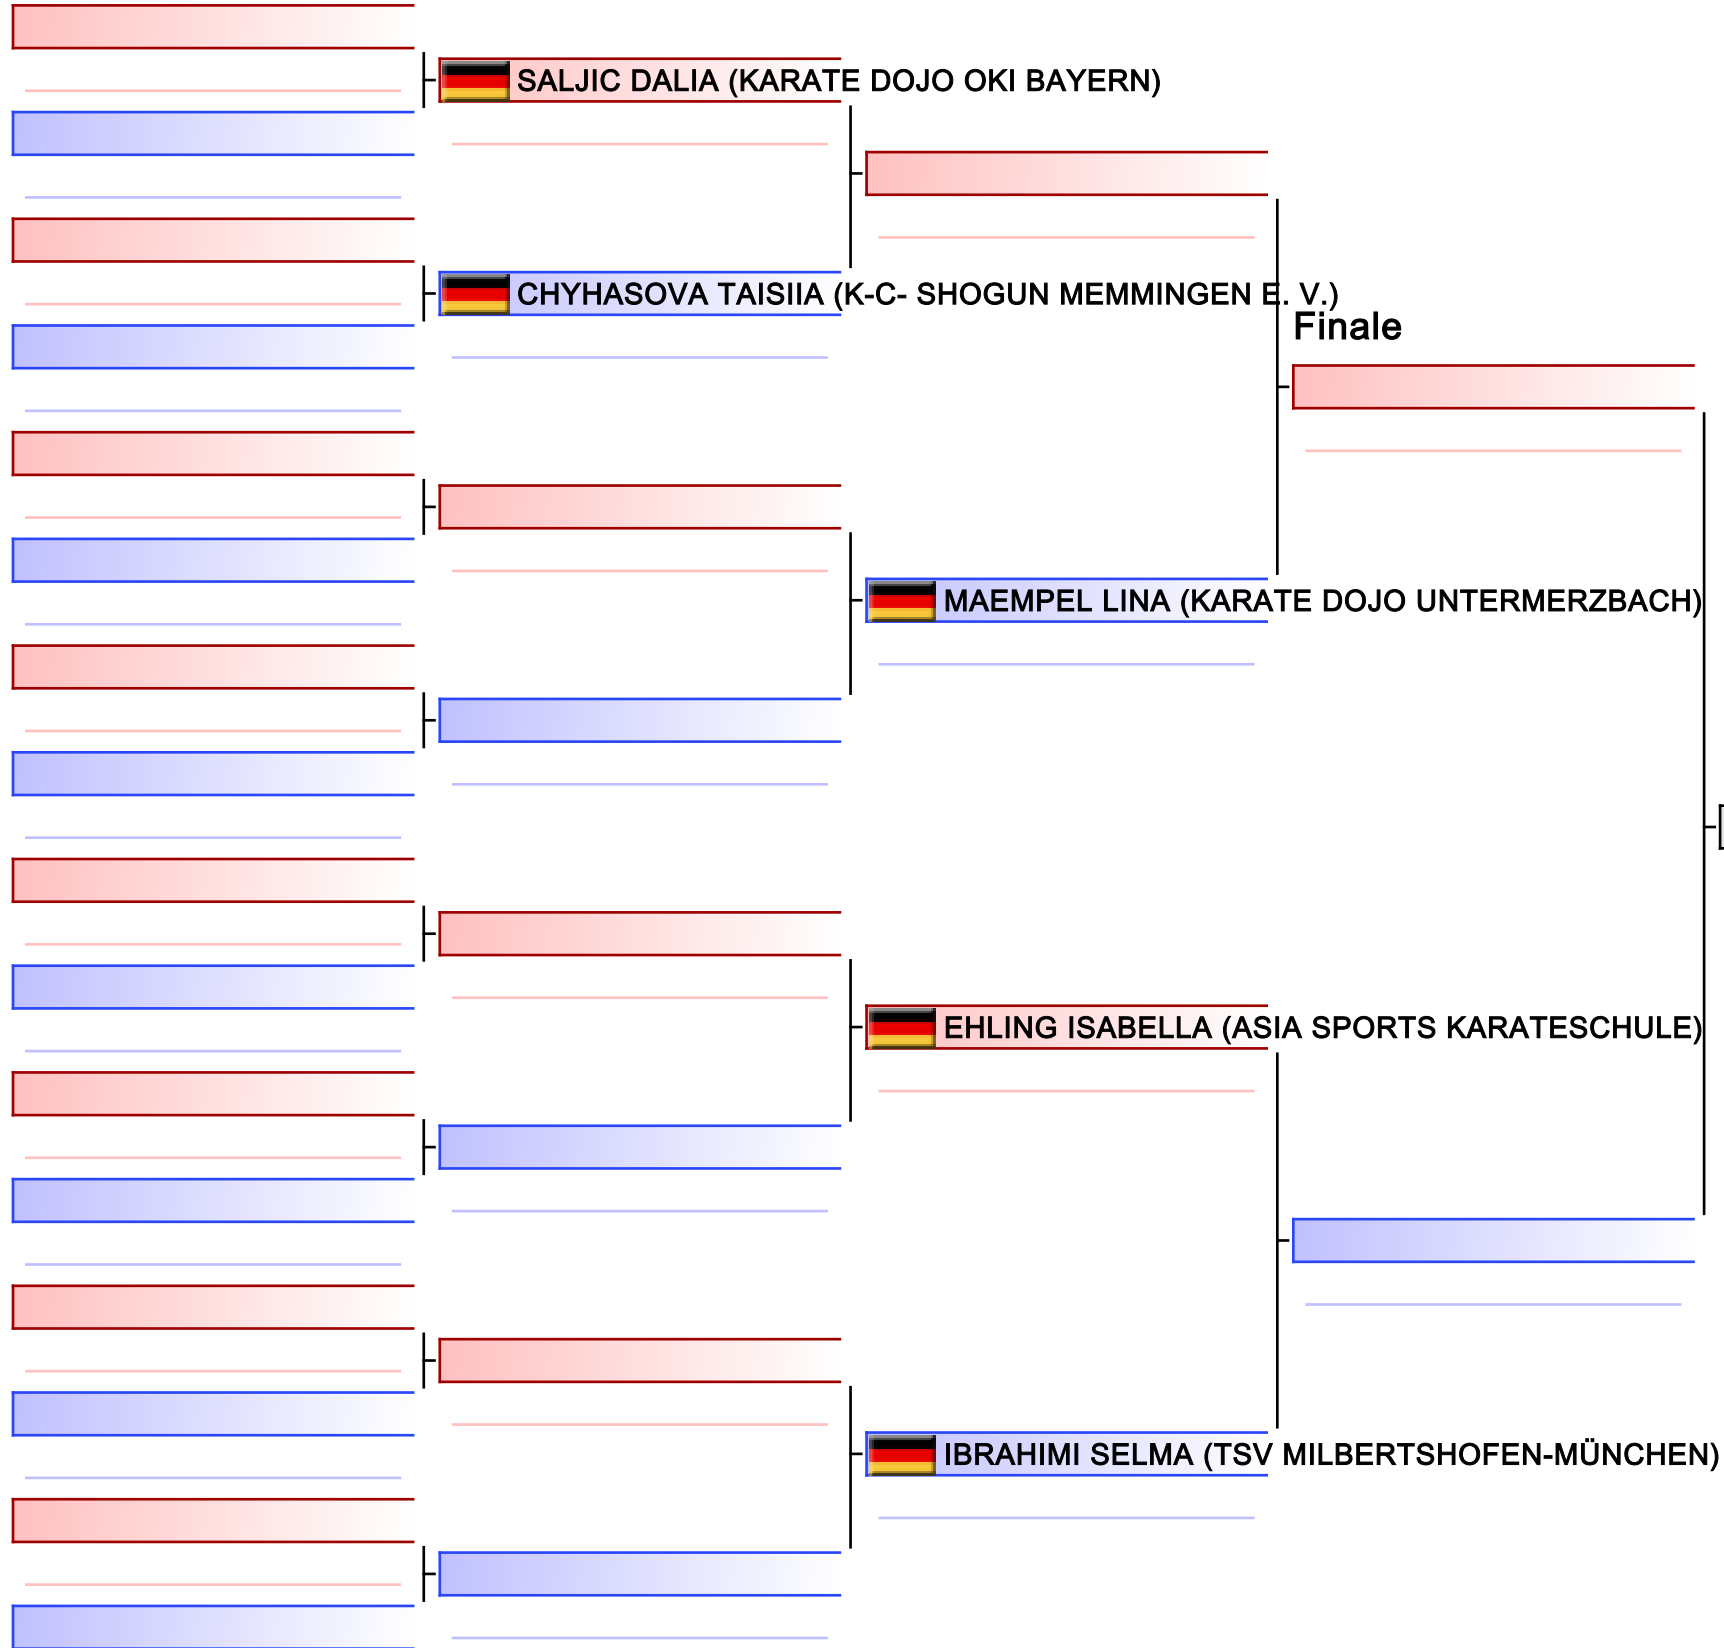 SALJIC DALIA (KARATE DOJO OKI BAYERN)
CHYHASOVA TAISIIA (K-C- SHOGUN MEMMINGEN E. V.)
Finale
MAEMPEL LINA (KARATE DOJO UNTERMERZBACH)
EHLING ISABELLA (ASIA SPORTS KARATESCHULE)
IBRAHIMI SELMA (TSV MILBERTSHOFEN-MÜNCHEN)